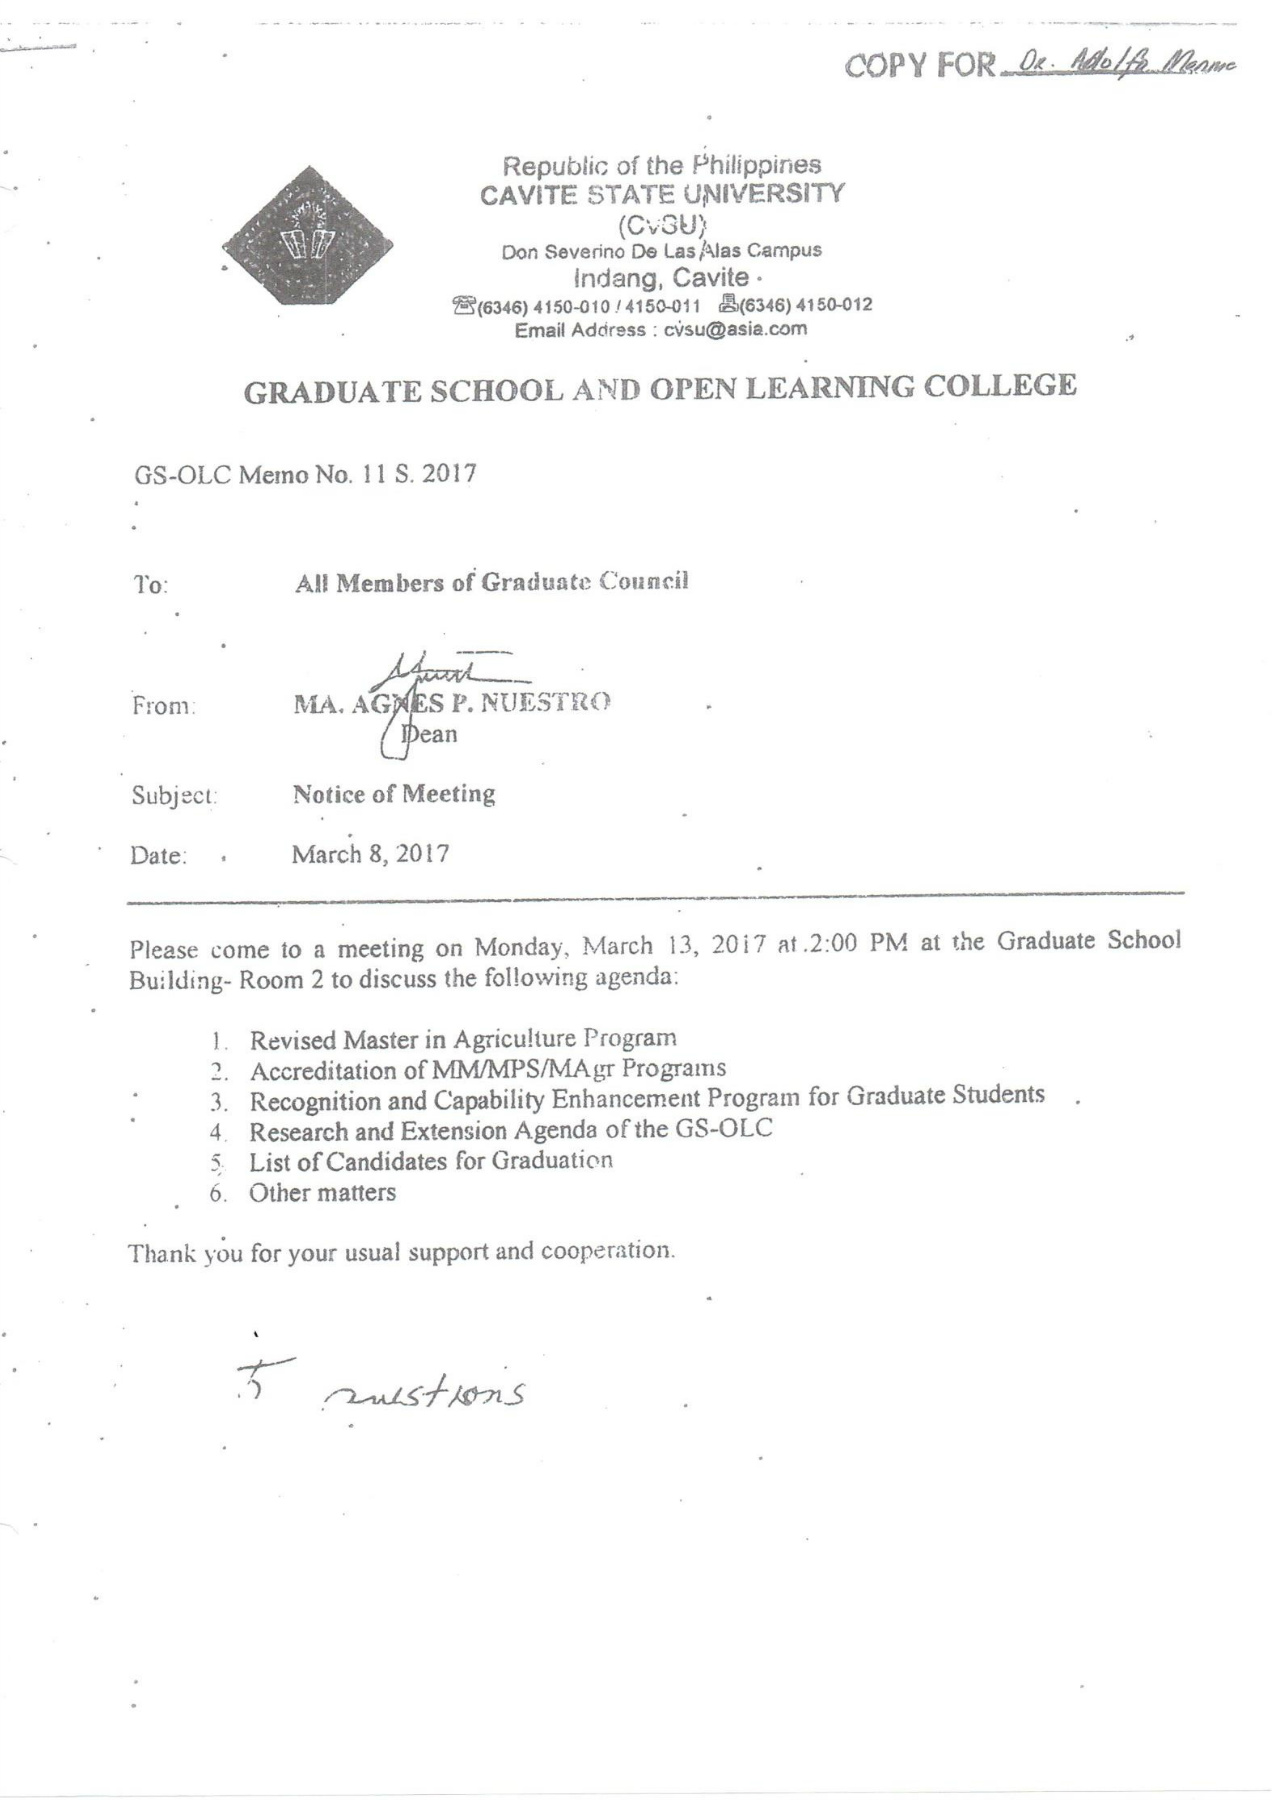 COPY FOR Dr. Adolfo
Republic of the Philippines
CAVITE STATE UNIVERSITY
(CvSU)
Don Severino De Las Alas Campus
Indang, Cavite
(6346) 4150-010 / 4150-011 (6346) 4150-012
Email Address : cvsu@asia.com
GRADUATE SCHOOL AND OPEN LEARNING COLLEGE
GS-OLC Memo No. 11 S. 2017
To: All Members of Graduate Council
From: MA. AGNES P. NUESTRO
Dean
Subject: Notice of Meeting
Date: March 8, 2017
Please come to a meeting on Monday, March 13, 2017 at 2:00 PM at the Graduate School
Building- Room 2 to discuss the following agenda:
1. Revised Master in Agriculture Program
2. Accreditation of MM/MPS/MAgr Programs
3. Recognition and Capability Enhancement Program for Graduate Students
4. Research and Extension Agenda of the GS-OLC
5. List of Candidates for Graduation
6. Other matters
Thank you for your usual support and cooperation.
5 questions